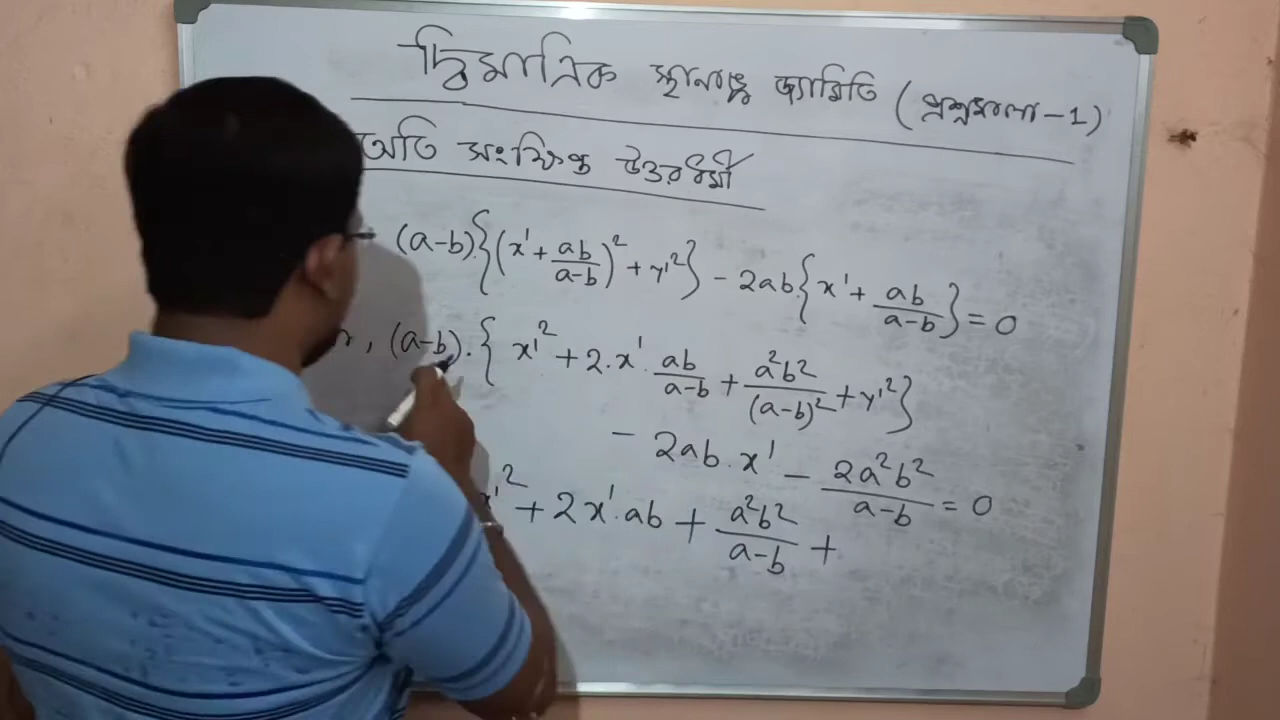 দ্বিমাত্রিক স্থানাঙ্ক জ্যামিতি (প্রশ্নমালা-1)
অতি সংক্ষিপ্ত উত্তরধর্মী
(a-b).{(x'+ab/(a-b))²+y'²} - 2ab.{x'+ab/(a-b)}=0
, (a-b).{x'²+2.x'.ab/(a-b)+a²b²/(a-b)²+y'²}
- 2ab.x' - 2a²b²/(a-b)=0
x'²+2x'.ab+a²b²/(a-b)+